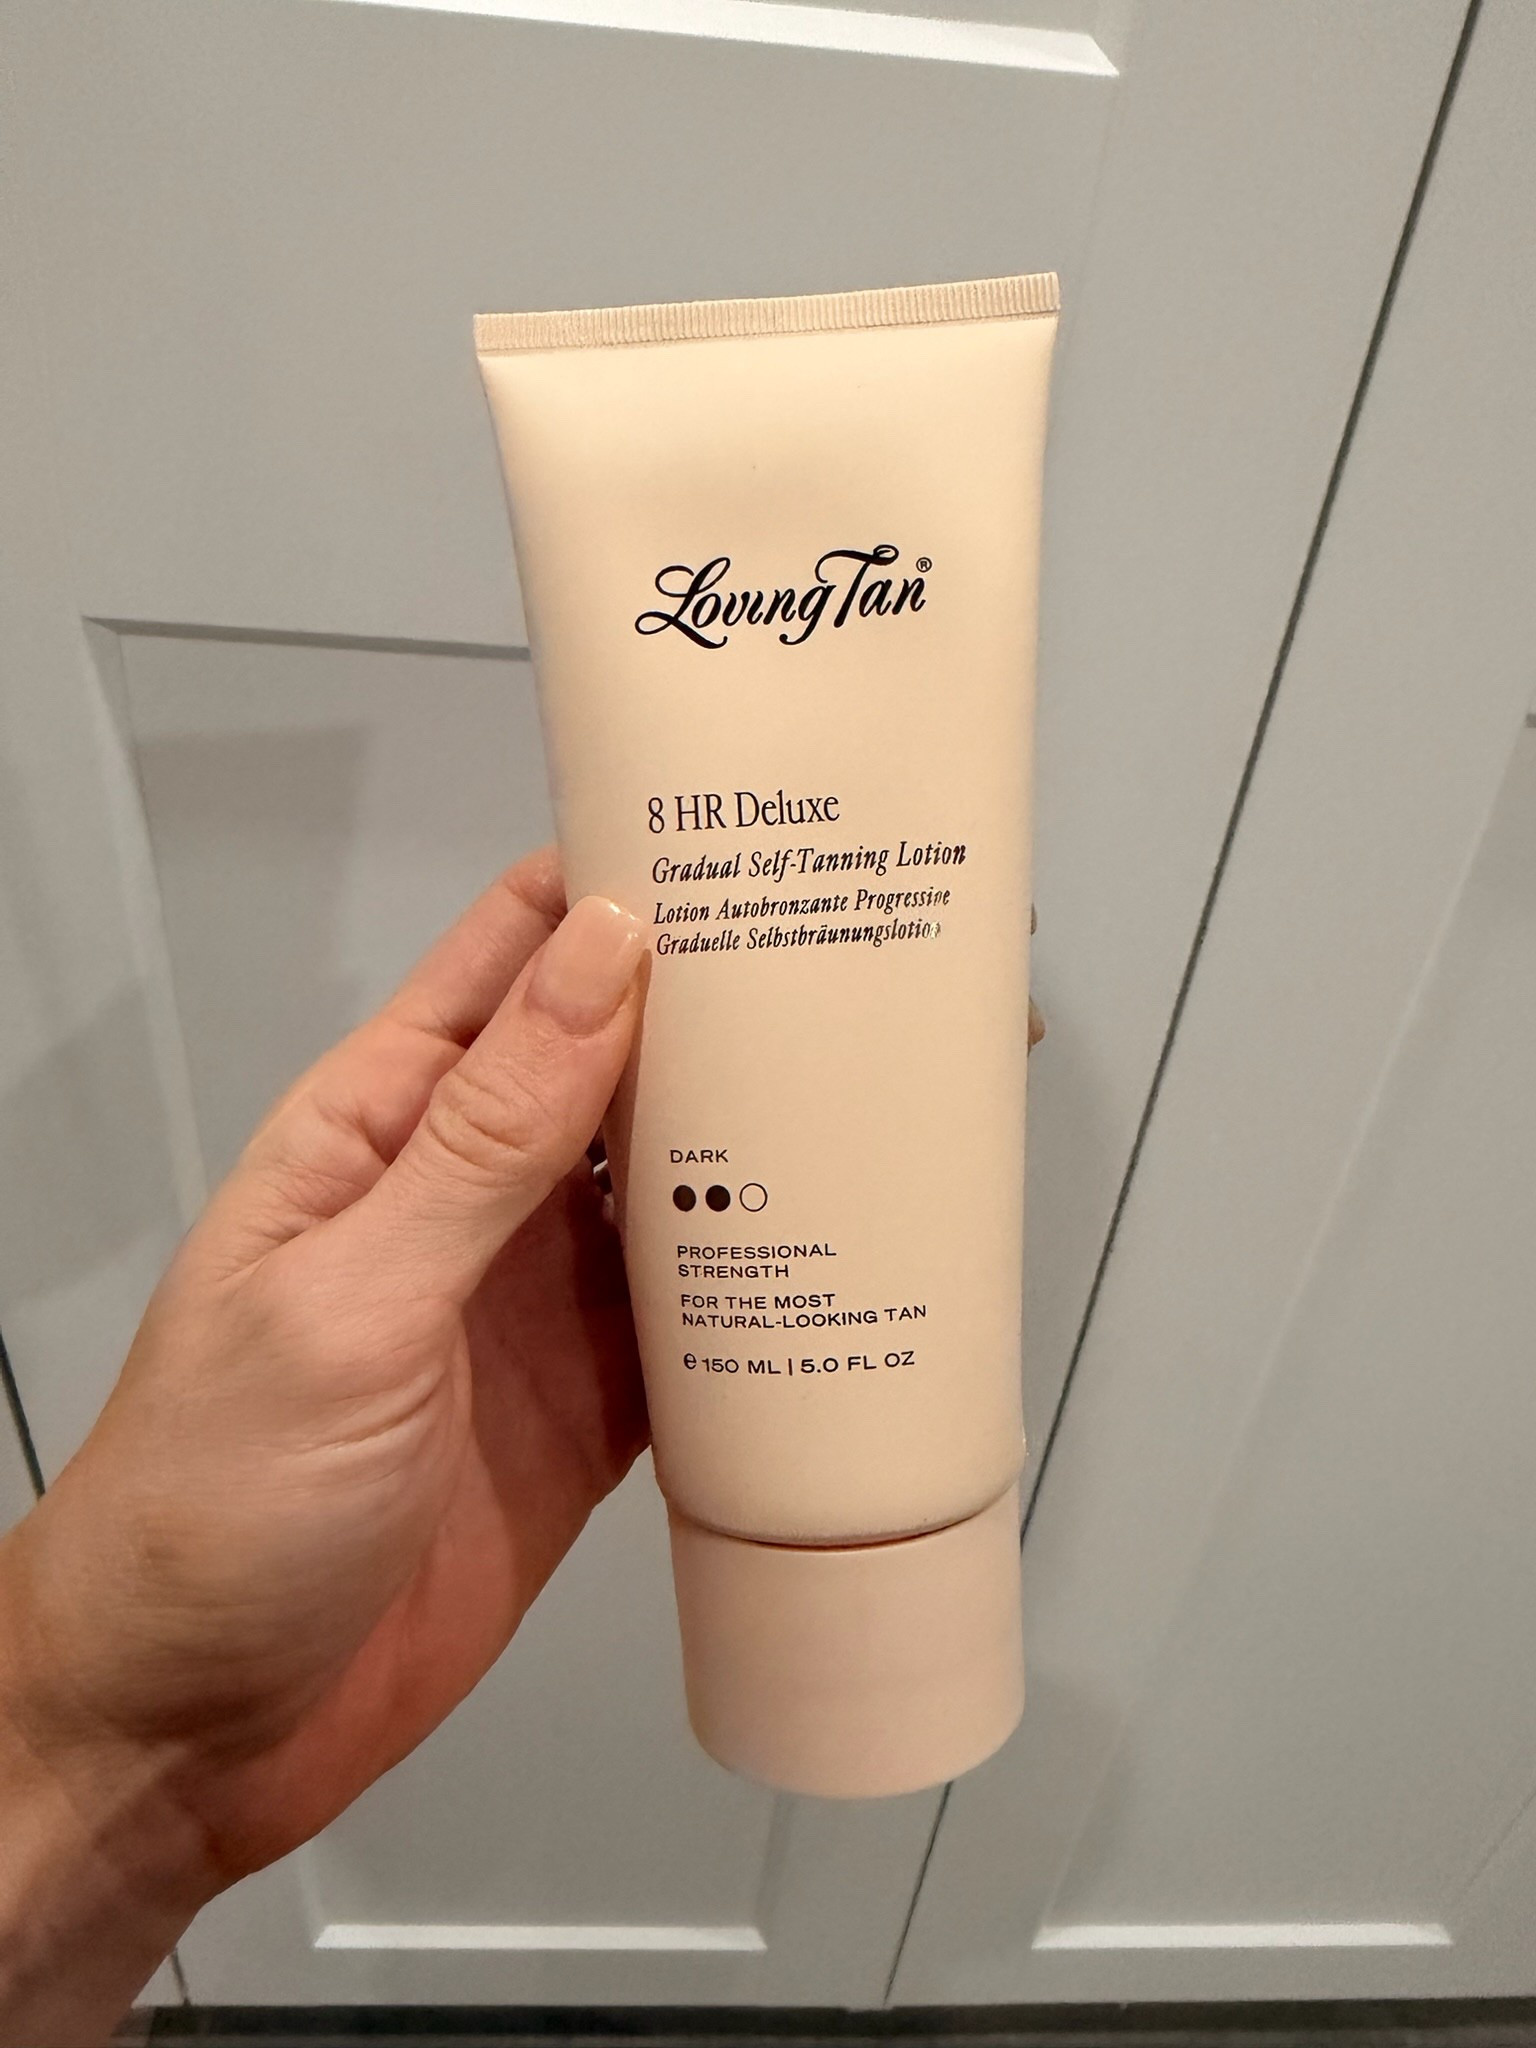 Loving Tan®
8 HR Deluxe
Gradual Self-Tanning Lotion
Lotion Autobronzante Progressive
Graduelle Selbstbräunungslotion
DARK
PROFESSIONAL
STRENGTH
FOR THE MOST
NATURAL-LOOKING TAN
℮ 150 ML | 5.0 FL OZ